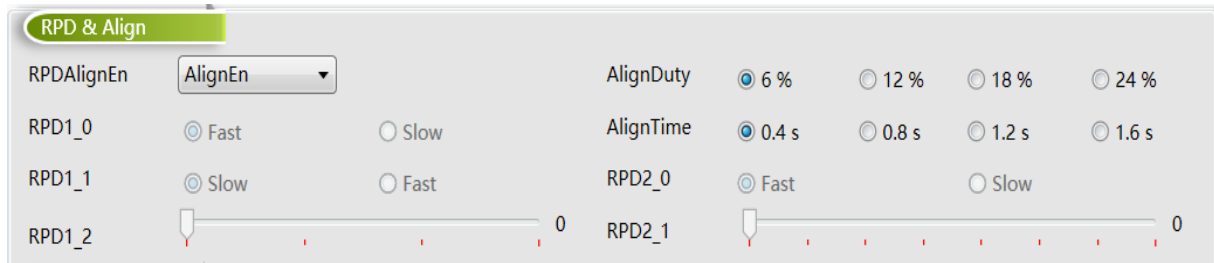 RPD & Align
RPDAlignEn AlignEn AlignDuty 6 % 12 % 18 % 24 %
RPD1_0 Fast Slow AlignTime 0.4 s 0.8 s 1.2 s 1.6 s
RPD1_1 Slow Fast RPD2_0 Fast Slow
RPD1_2 0 RPD2_1 0